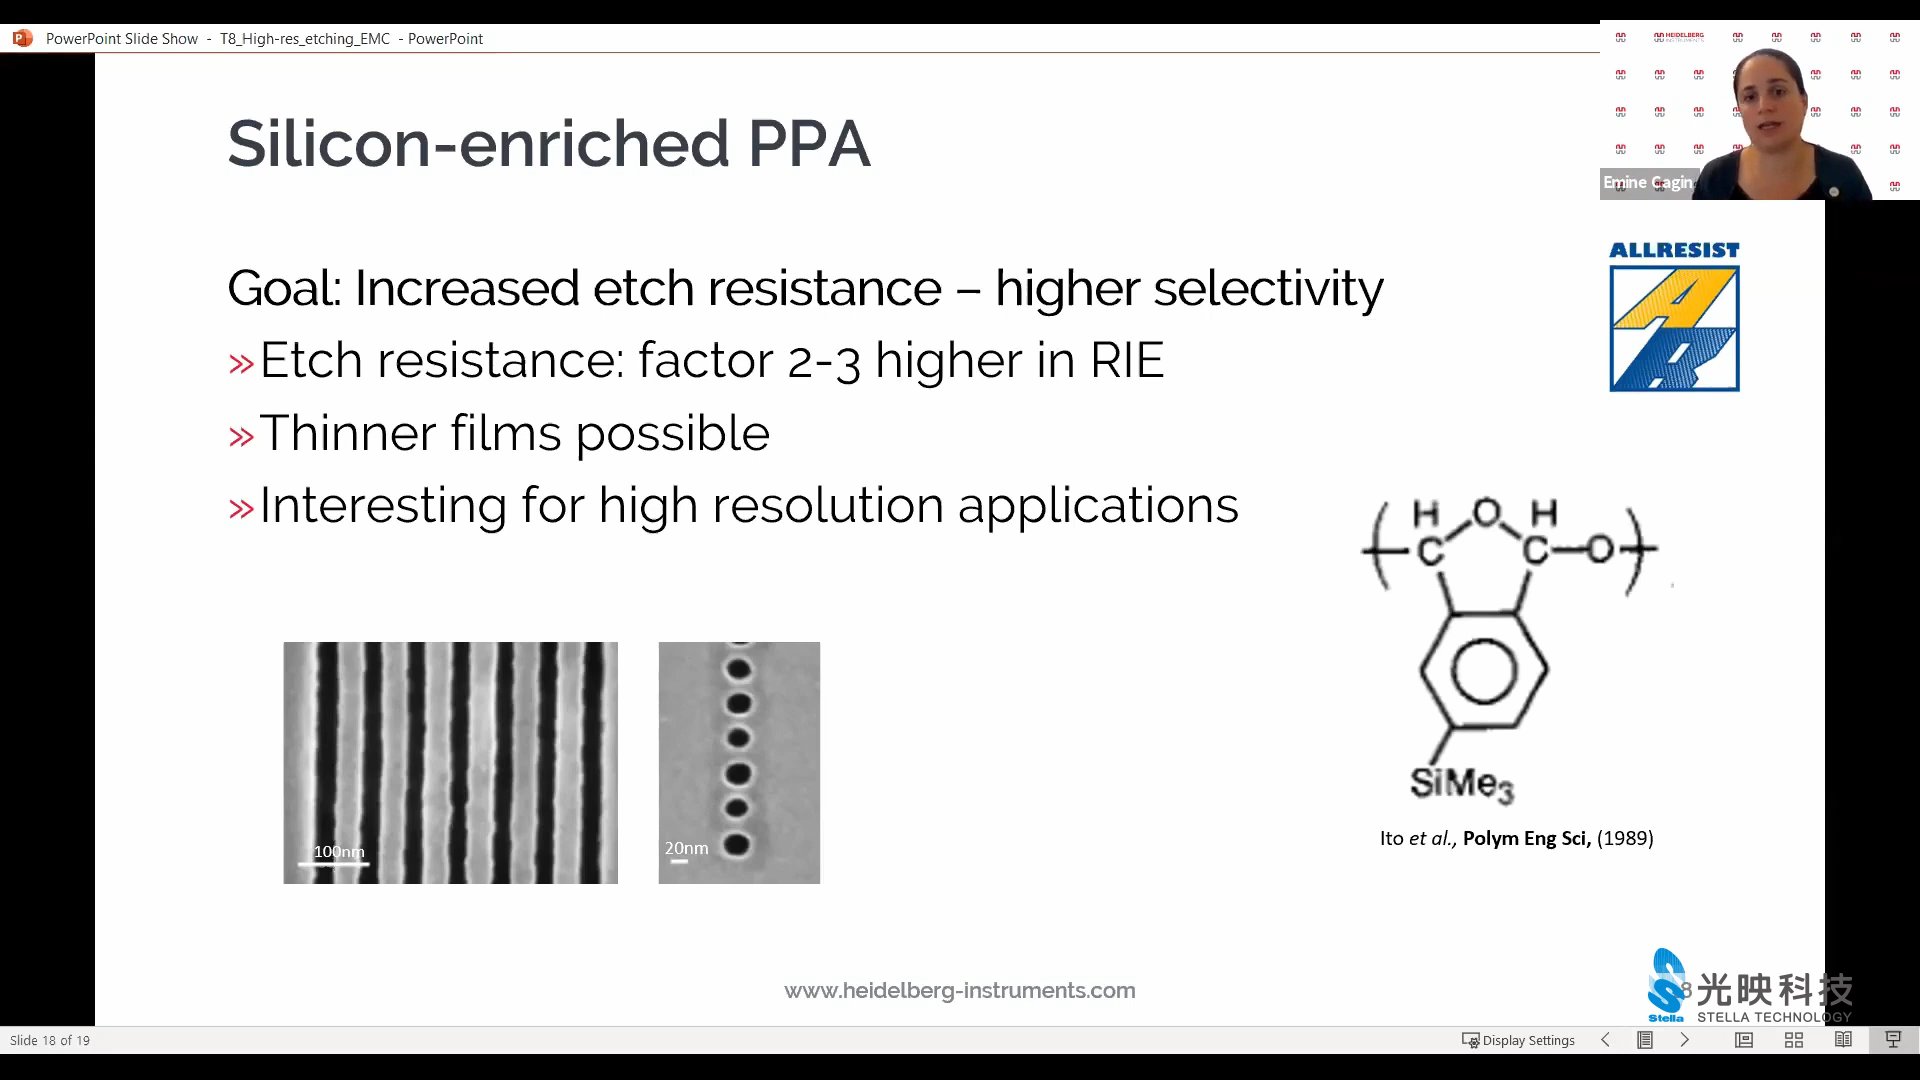 PowerPoint Slide Show - T8_High-res_etching_EMC - PowerPoint
HEIDELBERG
INSTRUMENTS
Emine Cagin
Silicon-enriched PPA
ALLRESIST
AR
Goal: Increased etch resistance – higher selectivity
»Etch resistance: factor 2-3 higher in RIE
»Thinner films possible
»Interesting for high resolution applications
H O H
C C O
SiMe3
Ito et al., Polym Eng Sci, (1989)
100nm
20nm
www.heidelberg-instruments.com
8
光映科技
Stella
STELLA TECHNOLOGY
Slide 18 of 19
Display Settings